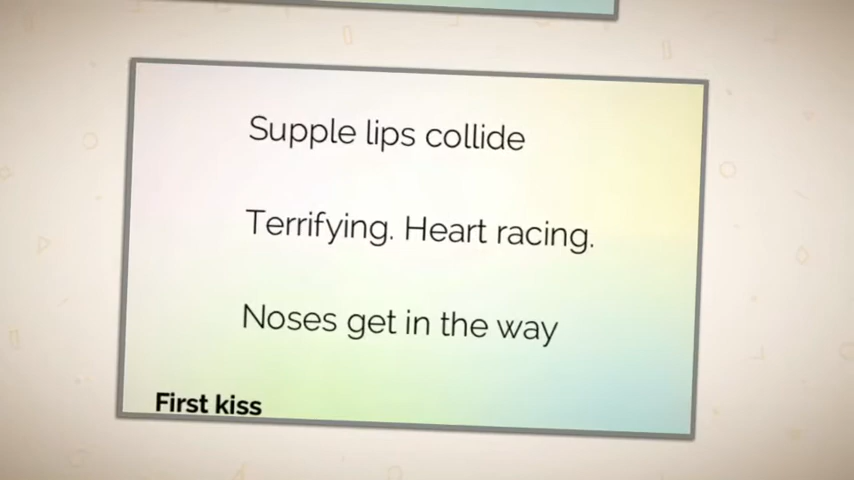 Supple lips collide
Terrifying. Heart racing.
Noses get in the way
First kiss